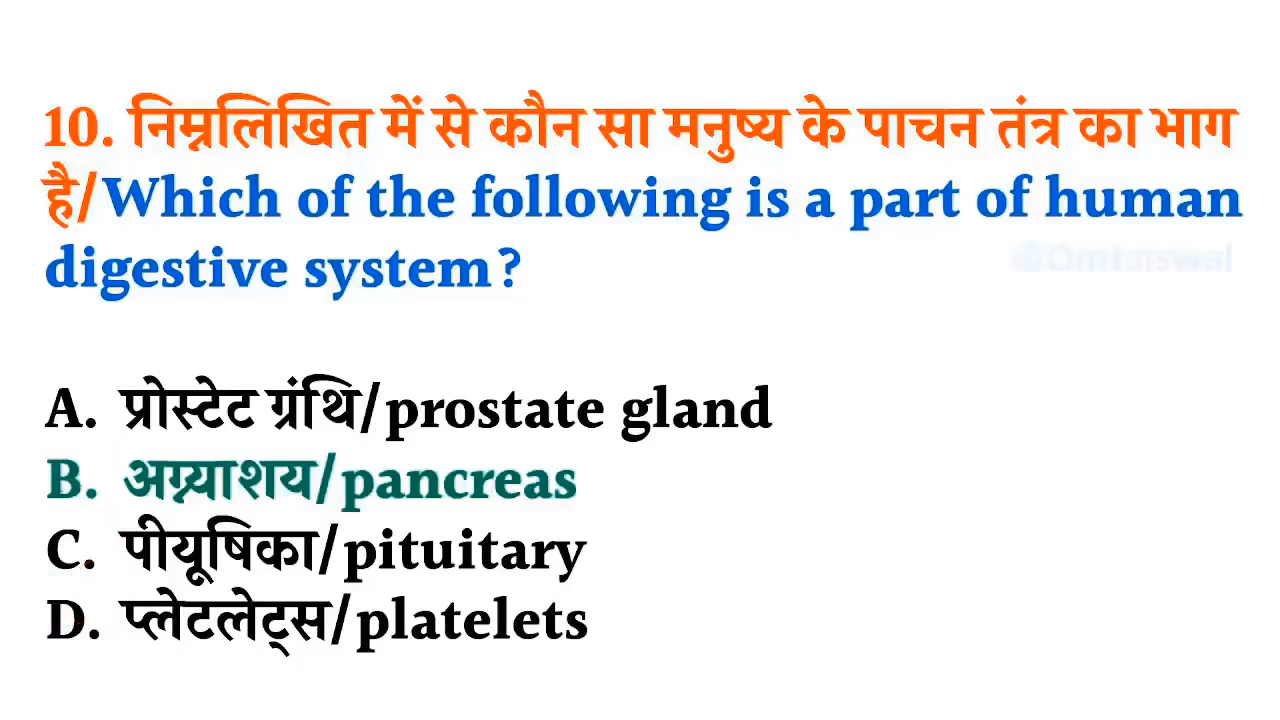 10. निम्नलिखित में से कौन सा मनुष्य के पाचन तंत्र का भाग
है/Which of the following is a part of human
digestive system?
A. प्रोस्टेट ग्रंथि/prostate gland
B. अग्न्याशय/pancreas
C. पीयूषिका/pituitary
D. प्लेटलेट्स/platelets